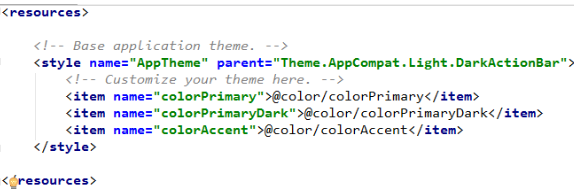 <resources>
<!-- Base application theme. -->
<style name="AppTheme" parent="Theme.AppCompat.Light.DarkActionBar">
<!-- Customize your theme here. -->
<item name="colorPrimary">@color/colorPrimary</item>
<item name="colorPrimaryDark">@color/colorPrimaryDark</item>
<item name="colorAccent">@color/colorAccent</item>
</style>
<resources>